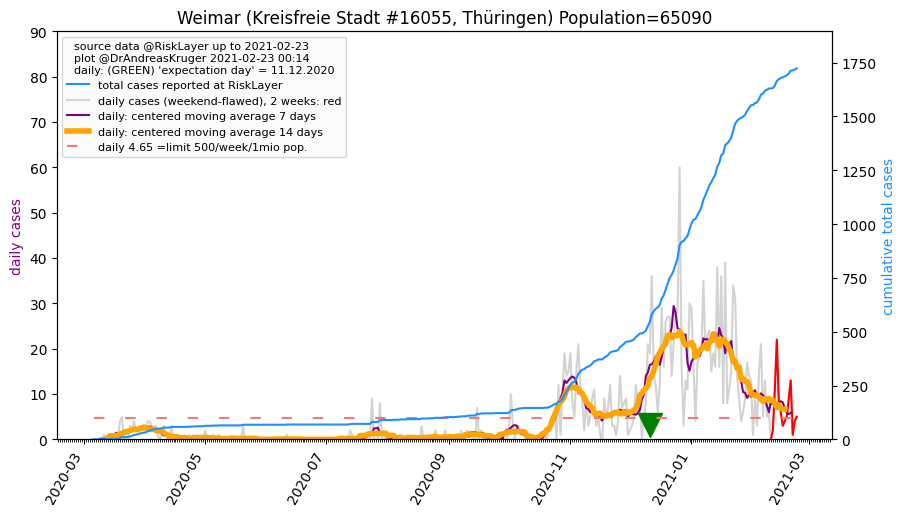 Weimar (Kreisfreie Stadt #16055, Thüringen) Population=65090
source data @RiskLayer up to 2021-02-23
plot @DrAndreasKruger 2021-02-23 00:14
daily: (GREEN) 'expectation day' = 11.12.2020
total cases reported at RiskLayer
daily cases (weekend-flawed), 2 weeks: red
daily: centered moving average 7 days
daily: centered moving average 14 days
daily 4.65 =limit 500/week/1mio pop.
daily cases
90
80
70
60
50
40
30
20
10
0
1750
1500
1250
1000
750
500
250
0
cumulative total cases
2020-03
2020-05
2020-07
2020-09
2020-11
2021-01
2021-03